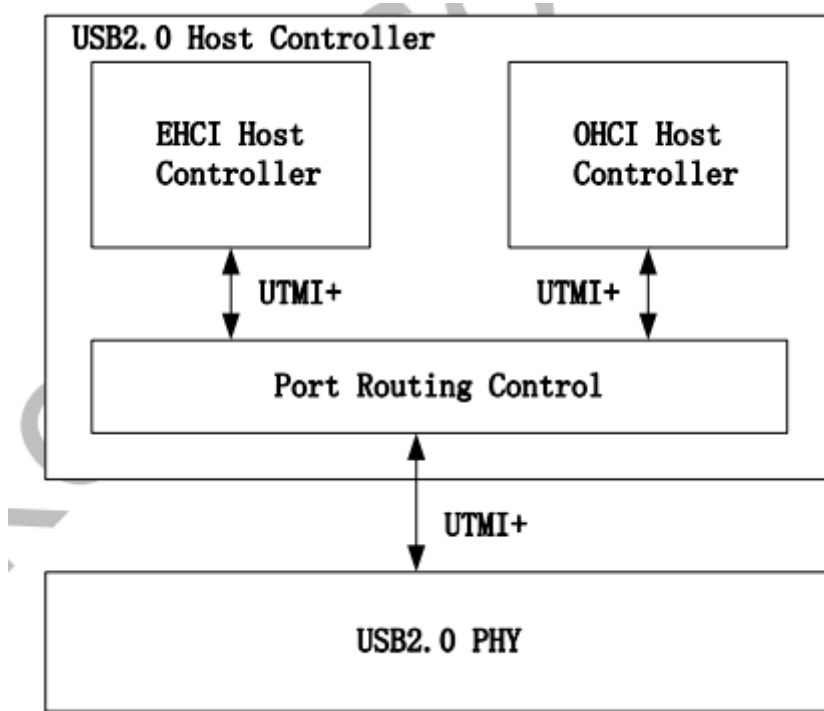 USB2.0 Host Controller
EHCI Host
Controller
OHCI Host
Controller
UTMI+
UTMI+
Port Routing Control
UTMI+
USB2.0 PHY